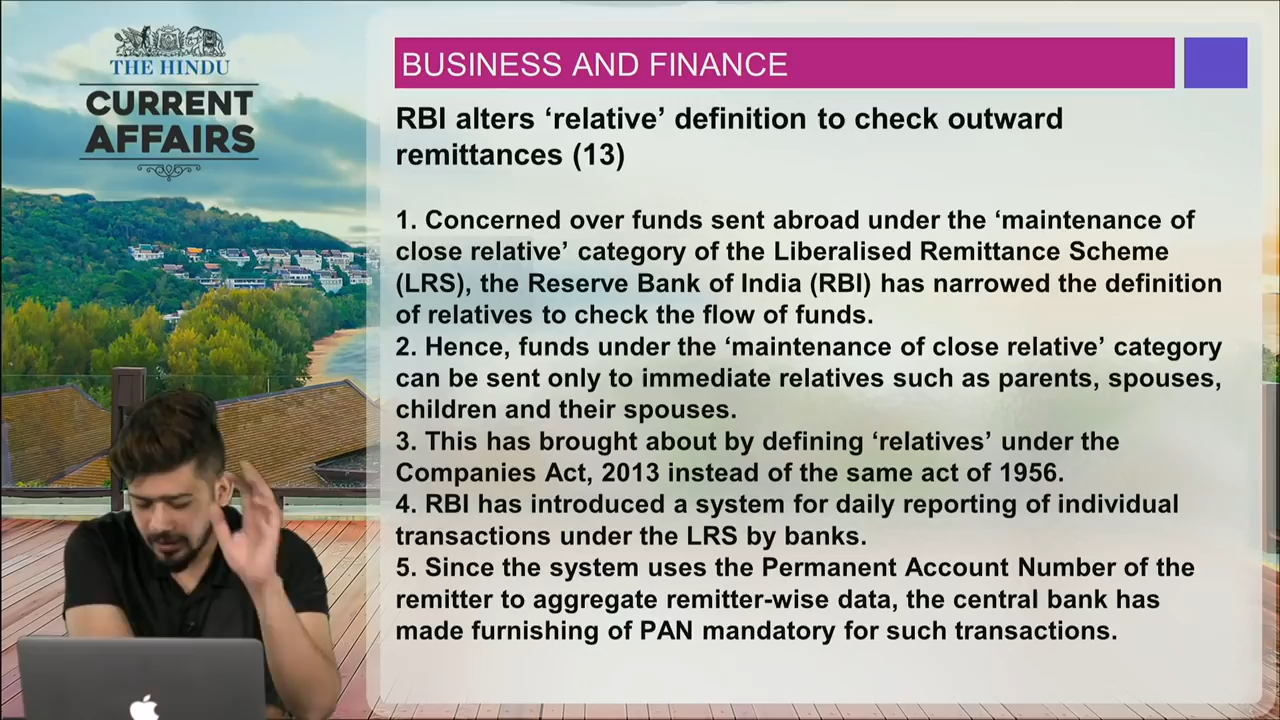 THE HINDU
CURRENT
AFFAIRS
BUSINESS AND FINANCE
RBI alters ‘relative’ definition to check outward
remittances (13)
1. Concerned over funds sent abroad under the ‘maintenance of
close relative’ category of the Liberalised Remittance Scheme
(LRS), the Reserve Bank of India (RBI) has narrowed the definition
of relatives to check the flow of funds.
2. Hence, funds under the ‘maintenance of close relative’ category
can be sent only to immediate relatives such as parents, spouses,
children and their spouses.
3. This has brought about by defining ‘relatives’ under the
Companies Act, 2013 instead of the same act of 1956.
4. RBI has introduced a system for daily reporting of individual
transactions under the LRS by banks.
5. Since the system uses the Permanent Account Number of the
remitter to aggregate remitter-wise data, the central bank has
made furnishing of PAN mandatory for such transactions.